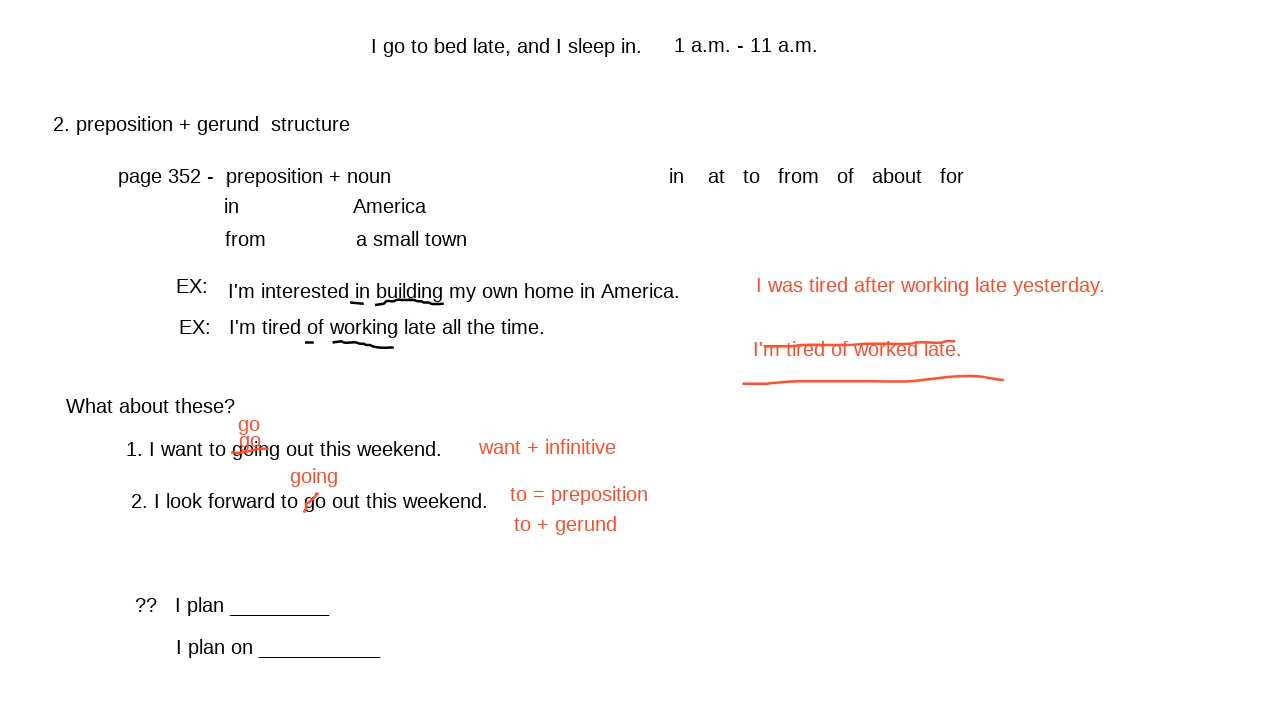 I go to bed late, and I sleep in. 1 a.m. - 11 a.m.
2. preposition + gerund structure
page 352 - preposition + noun in at to from of about for
in America
from a small town
EX: I'm interested in building my own home in America. I was tired after working late yesterday.
EX: I'm tired of working late all the time.
I'm tired of worked late.
What about these?
go
go
1. I want to going out this weekend. want + infinitive
going
2. I look forward to go out this weekend. to = preposition
to + gerund
?? I plan _________
I plan on ___________